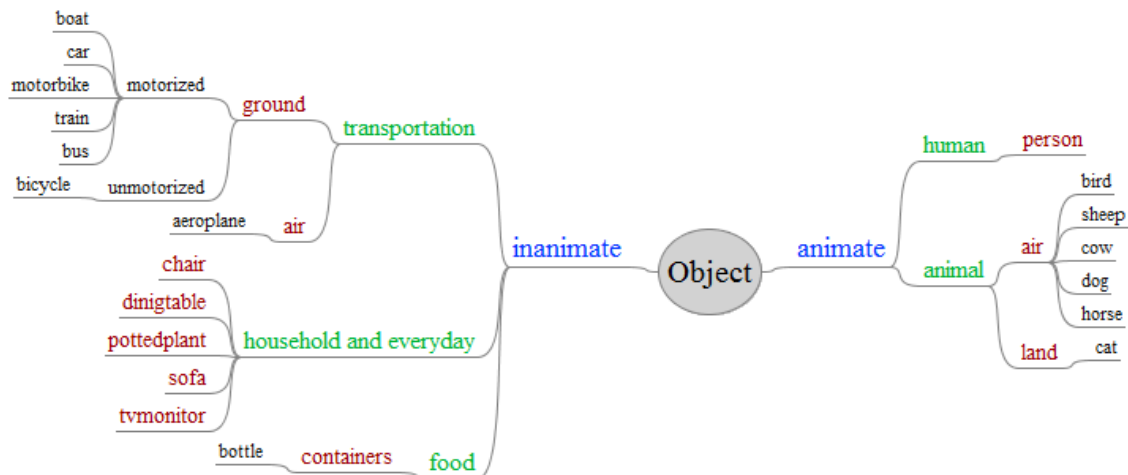 boat
car
motorbike
train
bus
motorized
bicycle
unmotorized
ground
aeroplane
air
transportation
chair
dinigtable
pottedplant
sofa
tvmonitor
household and everyday
bottle
containers
food
inanimate
Object
animate
human
person
animal
air
bird
sheep
cow
dog
horse
land
cat